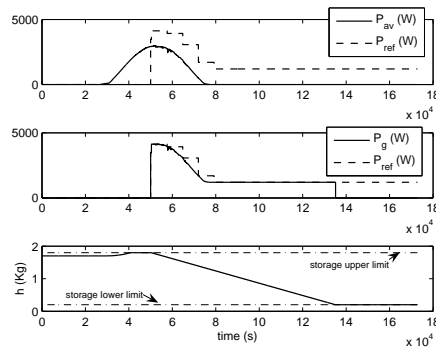 5000
0
0 2 4 6 8 10 12 14 16 18
x 10^4
P_av (W)
P_ref (W)
5000
0
0 2 4 6 8 10 12 14 16 18
x 10^4
P_g (W)
P_ref (W)
2
1
0
h (Kg)
storage upper limit
storage lower limit
0 2 4 6 8 10 12 14 16 18
time (s)
x 10^4